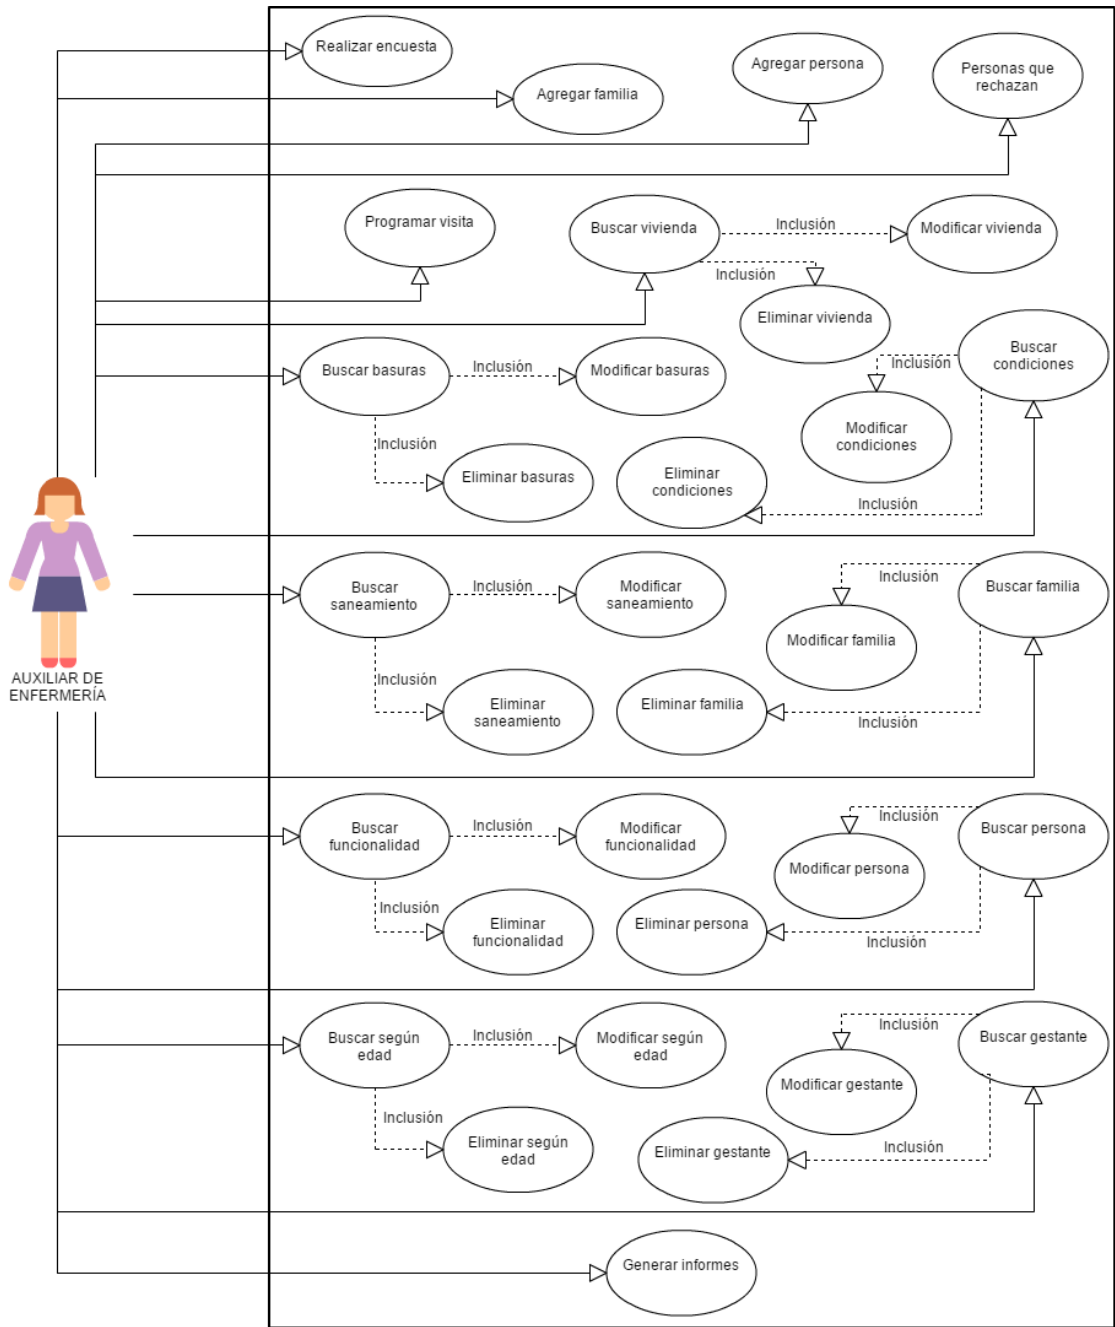 Realizar encuesta
Agregar familia
Agregar persona
Personas que
rechazan
Programar visita
Buscar vivienda
Inclusión
Modificar vivienda
Inclusión
Eliminar vivienda
Buscar basuras
Inclusión
Modificar basuras
Inclusión
Eliminar basuras
Buscar
condiciones
Inclusión
Modificar
condiciones
Eliminar
condiciones
Inclusión
AUXILIAR DE
ENFERMERÍA
Buscar
saneamiento
Inclusión
Modificar
saneamiento
Inclusión
Eliminar
saneamiento
Buscar familia
Inclusión
Modificar familia
Eliminar familia
Inclusión
Buscar
funcionalidad
Inclusión
Modificar
funcionalidad
Inclusión
Eliminar
funcionalidad
Buscar persona
Inclusión
Modificar persona
Eliminar persona
Inclusión
Buscar según
edad
Inclusión
Modificar según
edad
Inclusión
Eliminar según
edad
Buscar gestante
Inclusión
Modificar gestante
Eliminar gestante
Inclusión
Generar informes